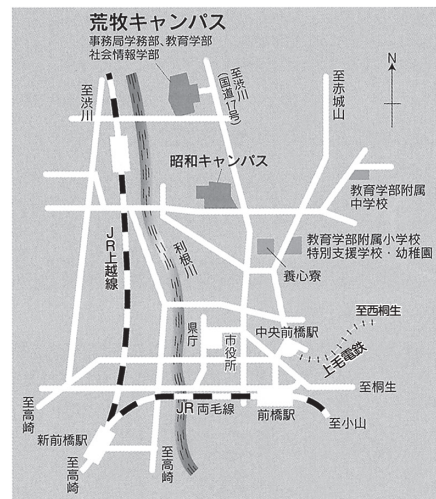 荒牧キャンパス
事務局学務部、教育学部
社会情報学部
至渋川
(国道17号)
至渋川
至赤城山
N
昭和キャンパス
教育学部附属
中学校
教育学部附属小学校
特別支援学校・幼稚園
養心寮
JR上越線
利根川
県庁
市役所
中央前橋駅
至西桐生
上毛電鉄
至桐生
至高崎
JR両毛線
前橋駅
至小山
新前橋駅
至高崎
至高崎